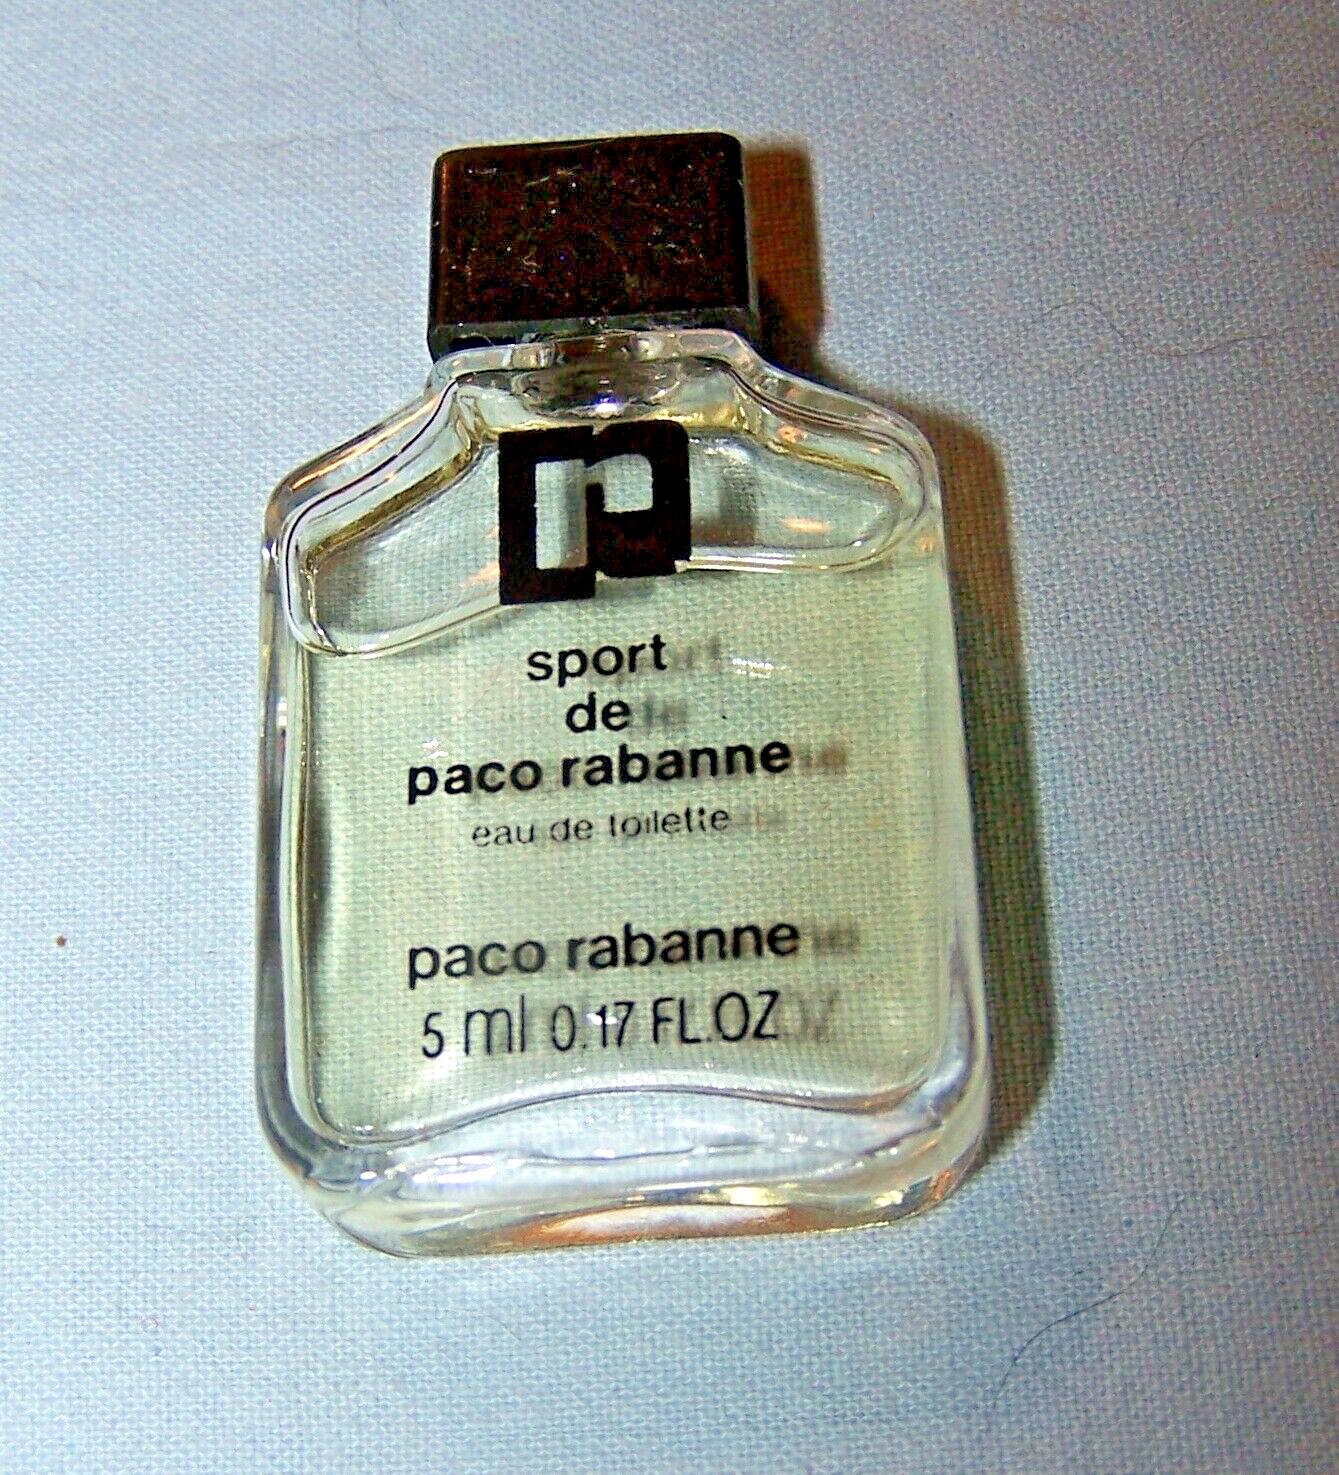 sport
de
paco rabanne
eau de toilette
paco rabanne
5 ml 0.17 FL.OZ